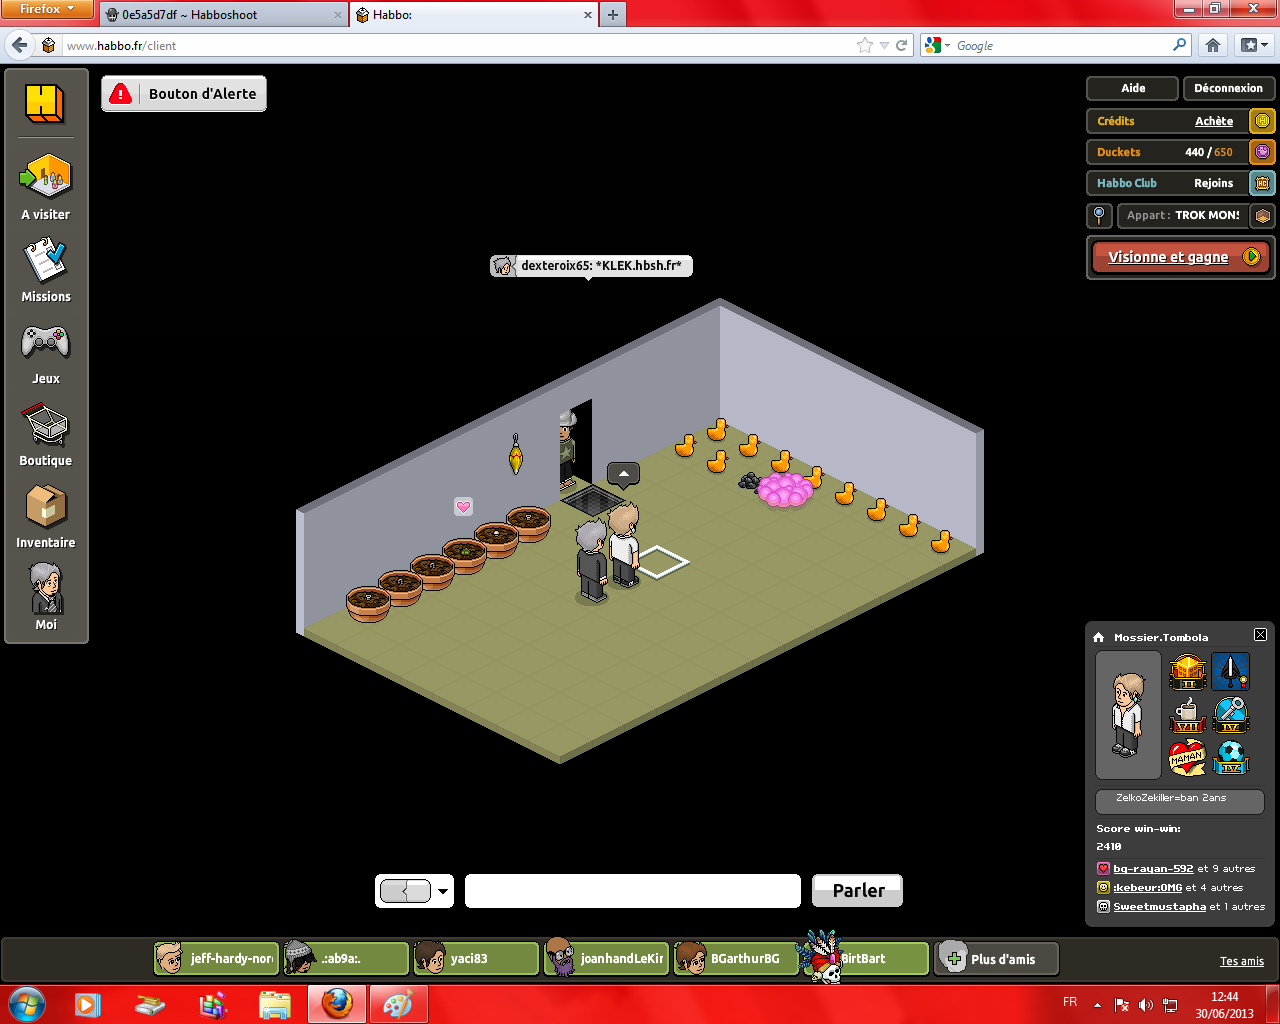 Firefox
0e5a5d7df ~ Habboshoot
Habbo:
www.habbo.fr/client
Google
Bouton d'Alerte
A visiter
Missions
Jeux
Boutique
Inventaire
Moi
Aide
Déconnexion
Crédits
Achète
Duckets
440 / 650
Habbo Club
Rejoins
Appart :
TROK MON
Visionne et gagne
dexteroix65: *KLEK.hbsh.fr*
Mossier.Tombola
MAMAN
ZelkoZekiller=ban 2ans
Score win-win:
2410
bg-rayan-592 et 9 autres
:kebeur:OMG et 4 autres
Sweetmustapha et 1 autres
Parler
jeff-hardy-nor
.:ab9a:.
yaci83
joanhandLeKir
BGarthurBG
BirtBart
Plus d'amis
Tes amis
FR
12:44
30/06/2013